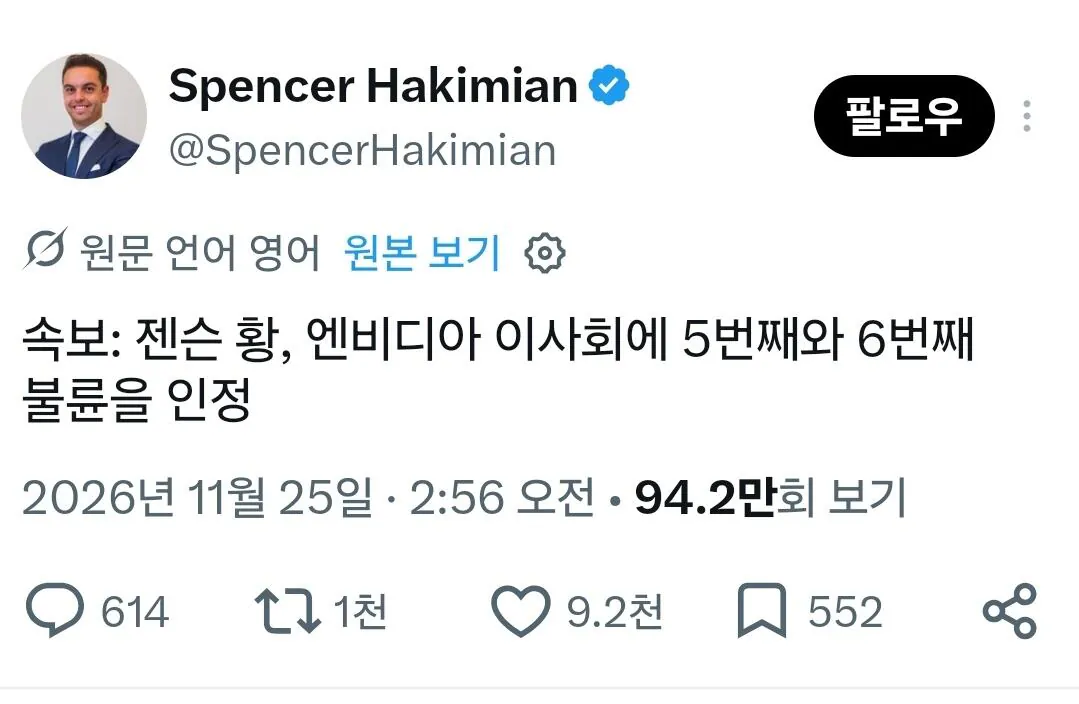 Spencer Hakimian
@SpencerHakimian
팔로우
원문 언어 영어 원본 보기
속보: 젠슨 황, 엔비디아 이사회에 5번째와 6번째
불륜을 인정
2026년 11월 25일 · 2:56 오전 • 94.2만회 보기
614 1천 9.2천 552